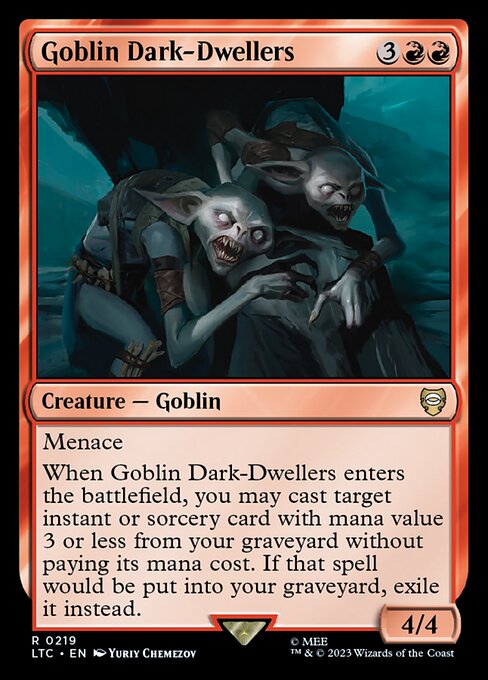 Goblin Dark-Dwellers 3
Creature — Goblin
Menace
When Goblin Dark-Dwellers enters
the battlefield, you may cast target
instant or sorcery card with mana value
3 or less from your graveyard without
paying its mana cost. If that spell
would be put into your graveyard, exile
it instead.
4/4
R 0219
LTC • EN YURIY CHEMEZOV
© MEE
™ & © 2023 Wizards of the Coast